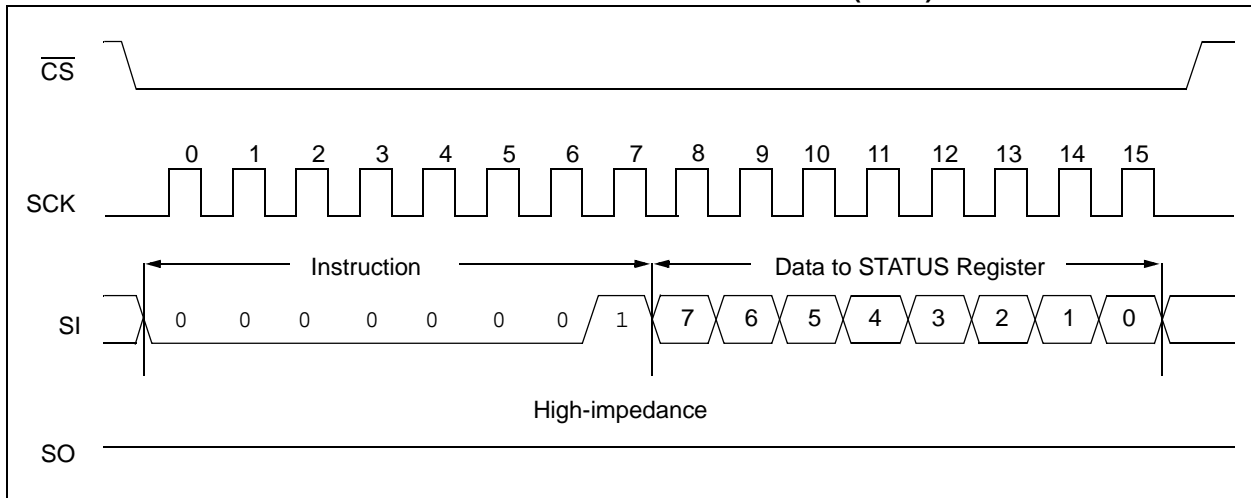 CS
0 1 2 3 4 5 6 7 8 9 10 11 12 13 14 15
SCK
Instruction Data to STATUS Register
SI 0 0 0 0 0 0 0 1 7 6 5 4 3 2 1 0
High-impedance
SO